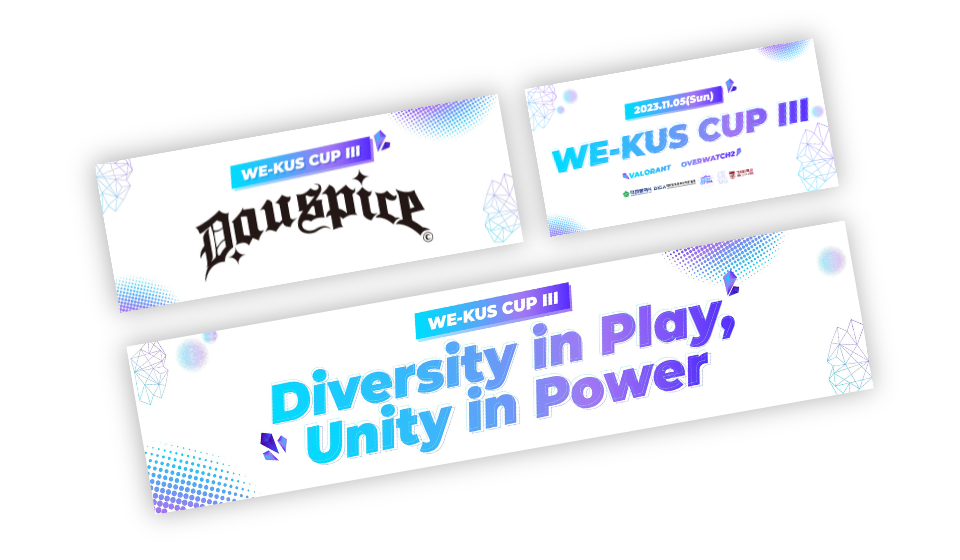 WE-KUS CUP III
Dauspice
©
2023.11.05(Sun)
WE-KUS CUP III
VALORANT OVERWATCH2
WE-KUS CUP III
Diversity in Play,
Unity in Power